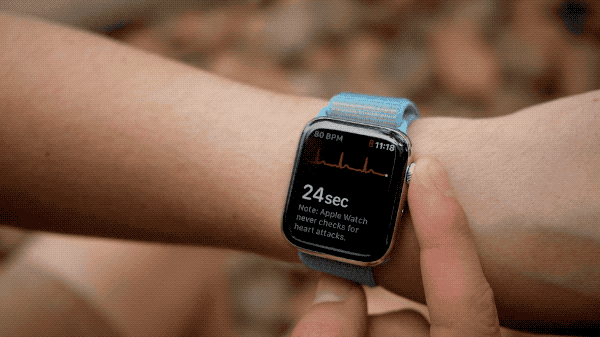 80 BPM 11:18
24sec
Note: Apple Watch
never checks for
heart attacks.